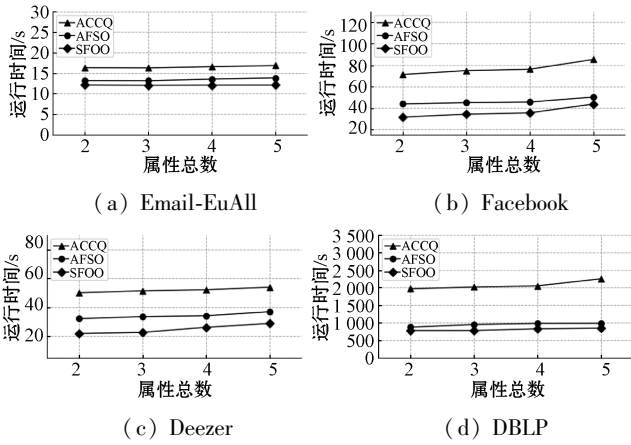 30
25
20
15
10
5
0
运行时间/s
ACCQ
AFSO
SFOO
2 3 4 5
属性总数
(a) Email-EuAll
120
100
80
60
40
20
运行时间/s
ACCQ
AFSO
SFOO
2 3 4 5
属性总数
(b) Facebook
80
60
40
20
运行时间/s
ACCQ
AFSO
SFOO
2 3 4 5
属性总数
(c) Deezer
3 500
3 000
2 500
2 000
1 500
1 000
500
0
运行时间/s
ACCQ
AFSO
SFOO
2 3 4 5
属性总数
(d) DBLP